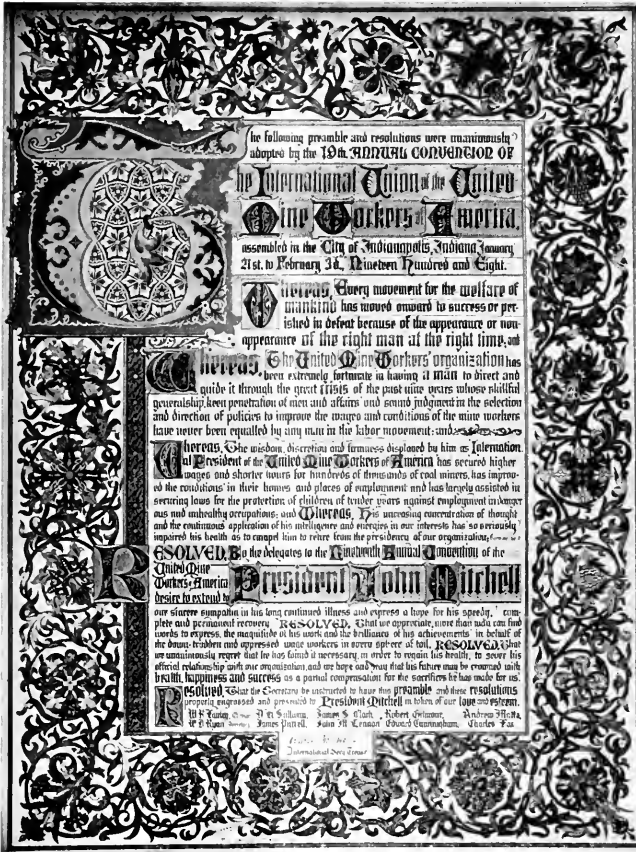 The following preamble and resolutions were unanimously
adopted by the 19th. ANNUAL CONVENTION OF
The International Union of the United
Mine Workers of America,
assembled in the City of Indianapolis, Indiana January
21st. to February 3d., Nineteen Hundred and Eight.
Whereas, Every movement for the welfare of
mankind has moved onward to success or per-
ished in defeat because of the appearance or non-
appearance of the right man at the right time, and
Whereas, The United Mine Workers' organization has
been extremely fortunate in having a man to direct and
guide it through the great crisis of the past nine years whose skillful
generalship, keen penetration of men and affairs and sound judgment in the selection
and direction of policies to improve the wages and conditions of the mine workers
have never been equalled by any man in the labor movement; and
Whereas, The wisdom, discretion and firmness displayed by him as Internation-
al President of the United Mine Workers of America has secured higher
wages and shorter hours for hundreds of thousands of coal miners, has improv-
ed the conditions in their homes and places of employment and has largely assisted in
securing laws for the protection of children of tender years against employment in danger-
ous and unhealthy occupations; and Whereas, His unceasing concentration of thought
and the continuous application of his intelligence and energies in our interests has so seriously
impaired his health as to compel him to retire from the presidency of our organization;
RESOLVED, By the delegates to the Nineteenth Annual Convention of the
United Mine
Workers of America
desire to extend to President John Mitchell
our sincere sympathy in his long continued illness and express a hope for his speedy, com-
plete and permanent recovery RESOLVED, That we appreciate, more than we can find
words to express, the magnitude of his work and the brilliance of his achievements in behalf of
the down-trodden and oppressed wage workers in every sphere of toil, RESOLVED, That
we unanimously regret that he has found it necessary, in order to regain his health, to sever his
official relationship with our organization, and we hope and pray that his future may be crowned with
health, happiness and success as a partial compensation for the sacrifices he has made for us.
Resolved, That the Secretary be instructed to have this preamble and these resolutions
properly engrossed and presented to President Mitchell in token of our love and esteem.
W D Ryan James Purcell, John M Lennon Edward Cunningham, Charles Fox
International Secy Treas